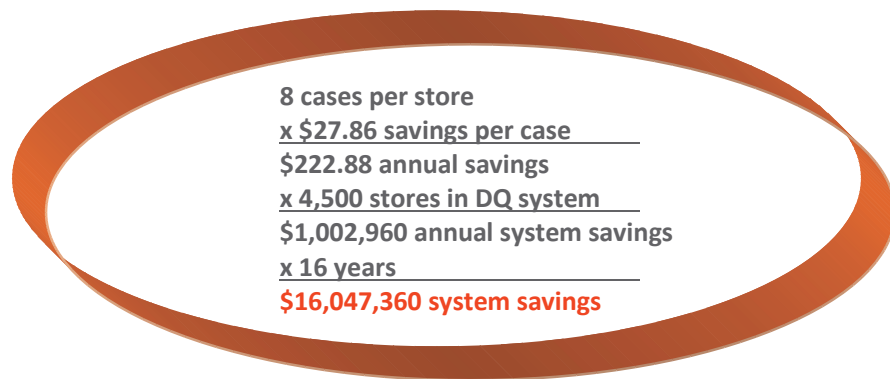 8 cases per store
x $27.86 savings per case
$222.88 annual savings
x 4,500 stores in DQ system
$1,002,960 annual system savings
x 16 years
$16,047,360 system savings